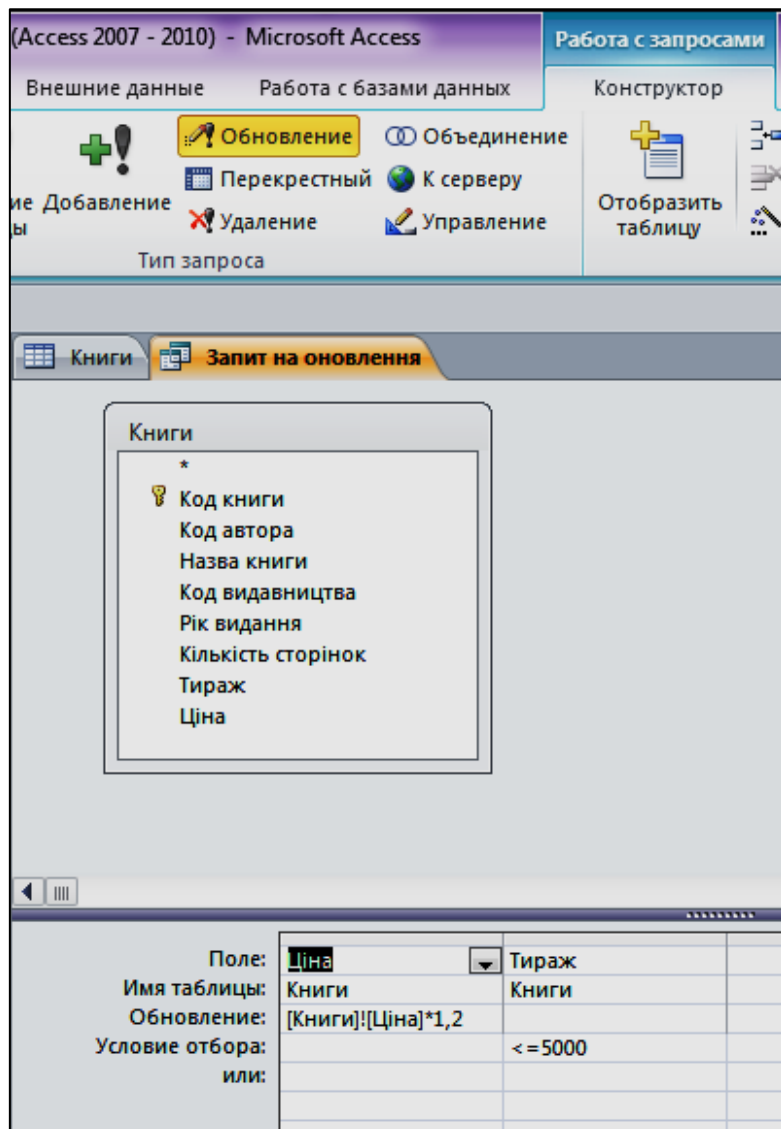 (Access 2007 - 2010) - Microsoft Access
Работа с запросами
Внешние данные
Работа с базами данных
Конструктор
Обновление
Объединение
ие Добавление
Перекрестный
К серверу
Отобразить
ы
Удаление
Управление
таблицу
Тип запроса
Книги
Запит на оновлення
Книги
*
Код книги
Код автора
Назва книги
Код видавництва
Рік видання
Кількість сторінок
Тираж
Ціна
Поле: Ціна Тираж
Имя таблицы: Книги Книги
Обновление: [Книги]![Ціна]*1,2
Условие отбора: <=5000
или: